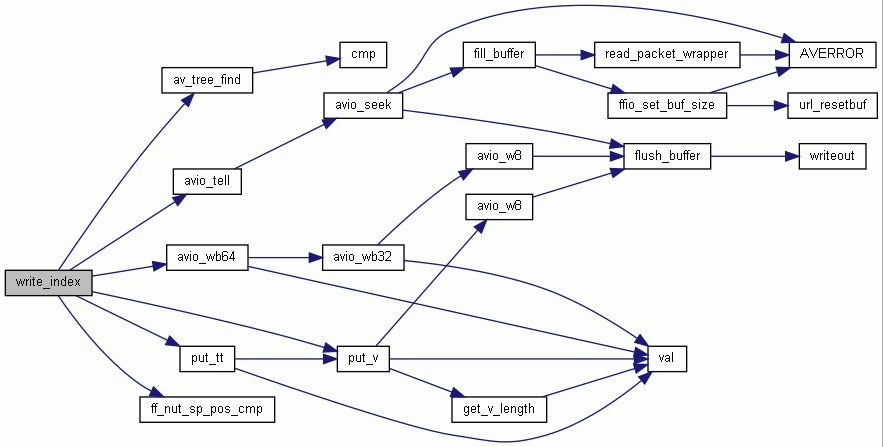 cmp
fill_buffer
read_packet_wrapper
AVERROR
av_tree_find
avio_seek
ffio_set_buf_size
url_resetbuf
avio_w8
flush_buffer
writeout
avio_tell
avio_w8
avio_wb64
avio_wb32
write_index
put_tt
put_v
val
ff_nut_sp_pos_cmp
get_v_length